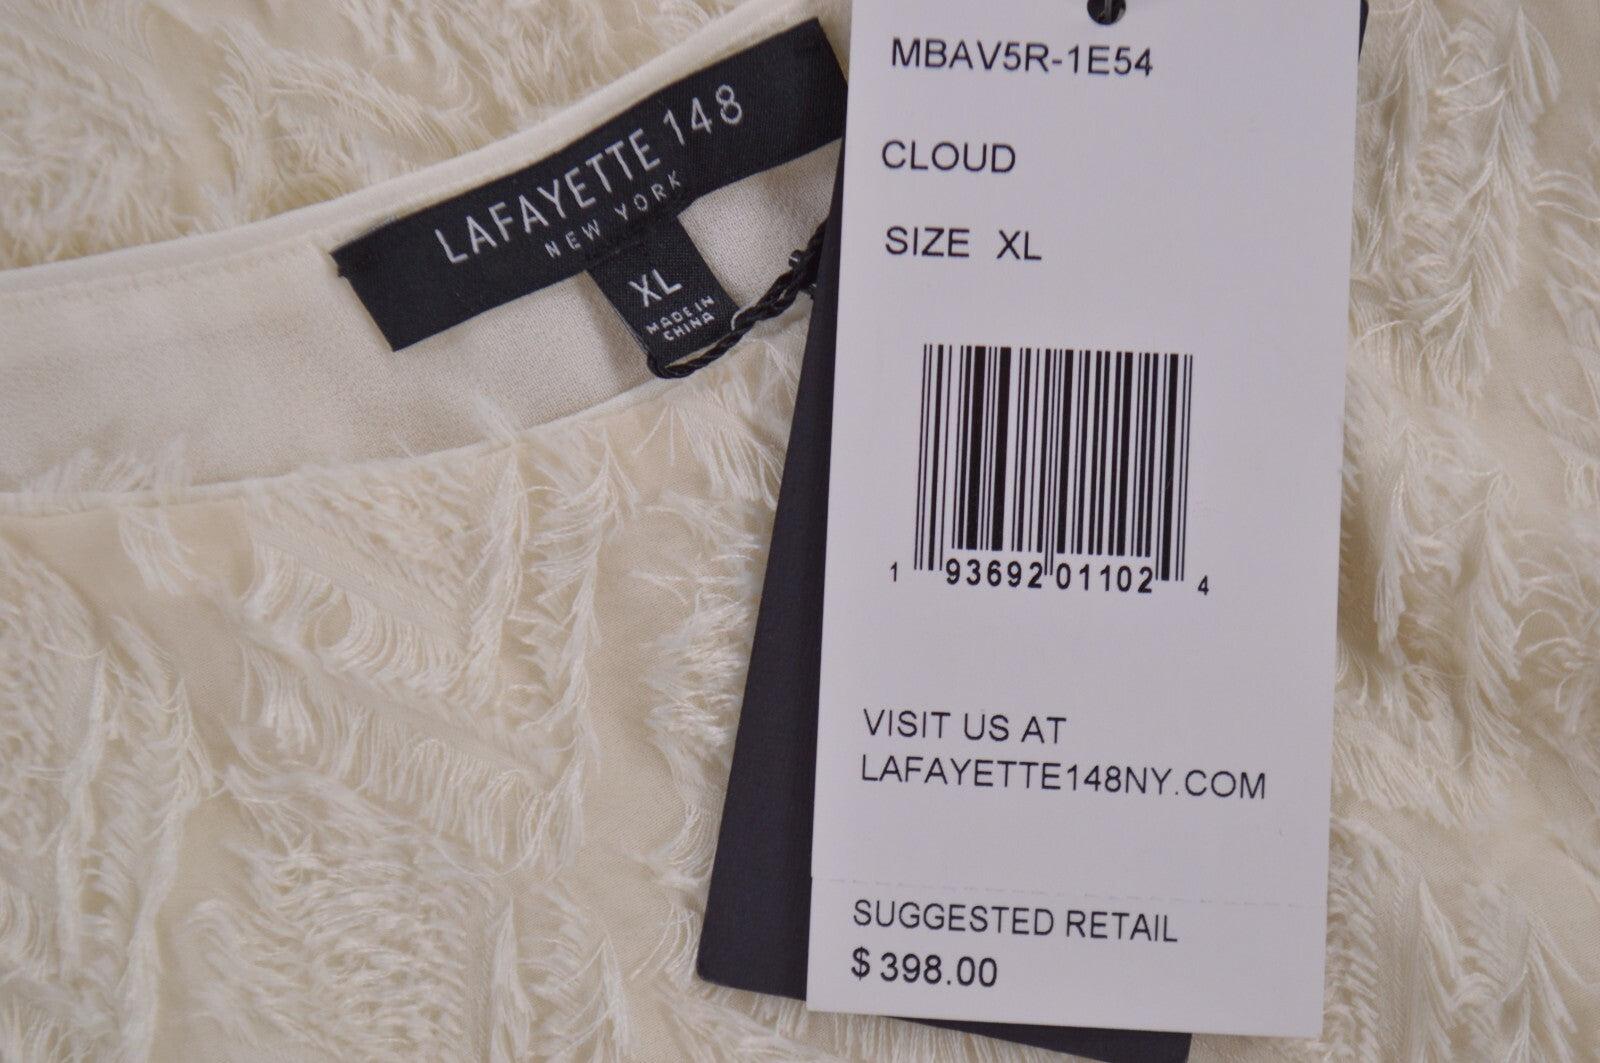 LAFAYETTE 148
NEW YORK
XL
MADE IN
CHINA
MBAV5R-1E54
CLOUD
SIZE XL
1 93692 01102 4
VISIT US AT
LAFAYETTE148NY.COM
SUGGESTED RETAIL
$ 398.00